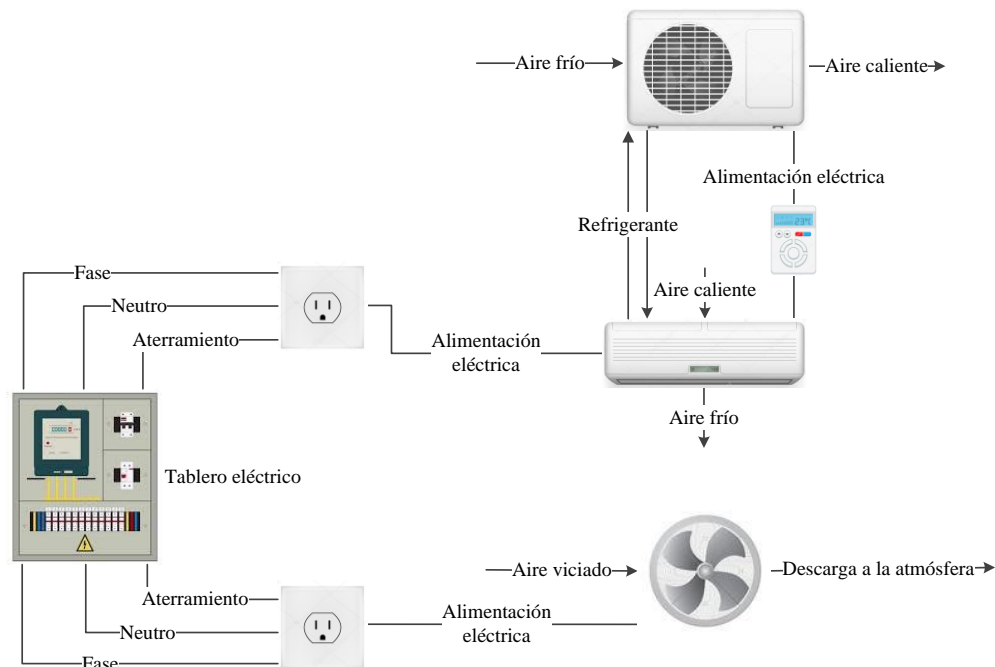 Aire frío
Aire caliente
Alimentación eléctrica
23°C
Refrigerante
Fase
Aire caliente
Neutro
Aterramiento
Alimentación
eléctrica
Aire frío
Tablero eléctrico
Aire viciado
Descarga a la atmósfera
Aterramiento
Alimentación
eléctrica
Neutro
Fase